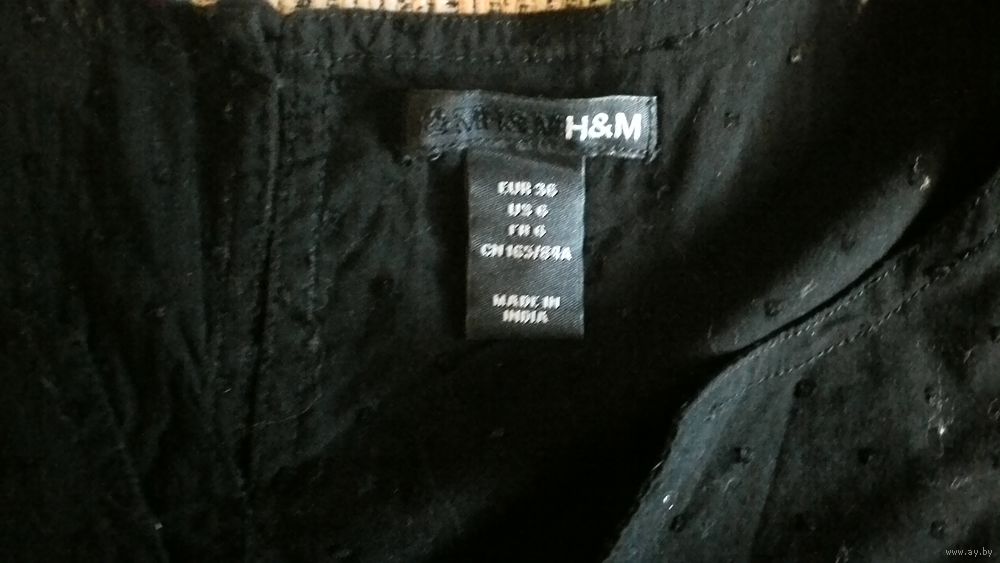 H&M
EUR 36
US 6
FR 6
CN 165/84A
MADE IN
INDIA
www.ay.by